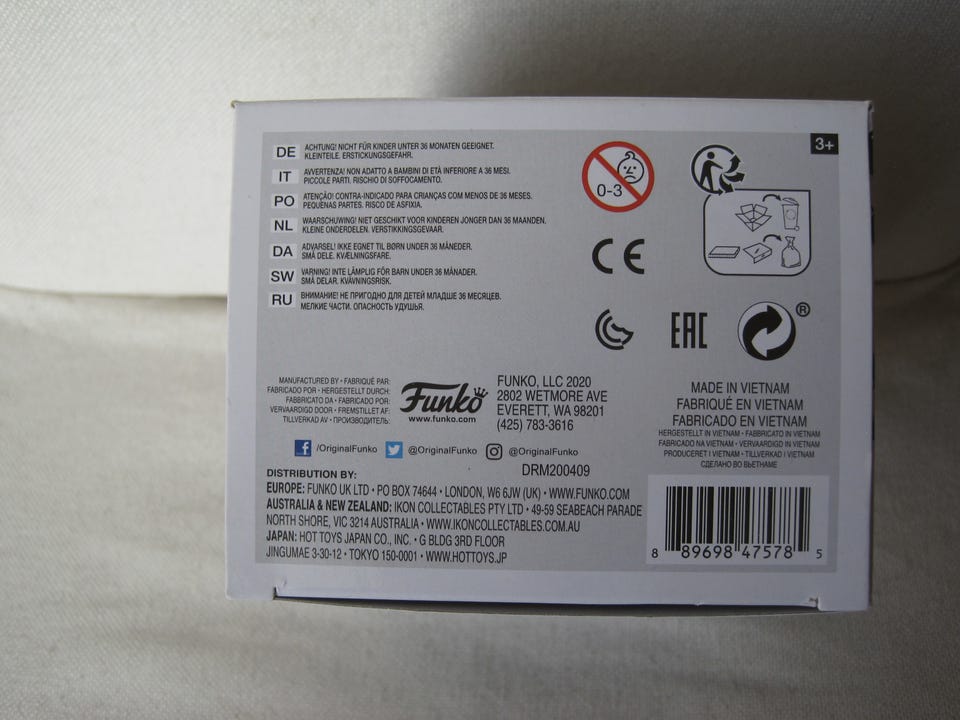 DE ACHTUNG! NICHT FÜR KINDER UNTER 36 MONATEN GEEIGNET.
KLEINTEILE. ERSTICKUNGSGEFAHR.
IT AVVERTENZA! NON ADATTO A BAMBINI DI ETÀ INFERIORE A 36 MESI.
PICCOLE PARTI. RISCHIO DI SOFFOCAMENTO.
PO ATENÇÃO! CONTRA-INDICADO PARA CRIANÇAS COM MENOS DE 36 MESES.
PEQUENAS PARTES. RISCO DE ASFIXIA.
NL WAARSCHUWING! NIET GESCHIKT VOOR KINDEREN JONGER DAN 36 MAANDEN.
KLEINE ONDERDELEN. VERSTIKKINGSGEVAAR.
DA ADVARSEL! IKKE EGNET TIL BØRN UNDER 36 MÅNEDER.
SMÅ DELE. KVÆLNINGSFARE.
SW VARNING! INTE LÄMPLIG FÖR BARN UNDER 36 MÅNADER.
SMÅ DELAR. KVÄVNINGSRISK.
RU ВНИМАНИЕ! НЕ ПРИГОДНО ДЛЯ ДЕТЕЙ МЛАДШЕ 36 МЕСЯЦЕВ.
МЕЛКИЕ ЧАСТИ. ОПАСНОСТЬ УДУШЬЯ.
0-3
3+
CE
EAC
®
MANUFACTURED BY • FABRIQUÉ PAR:
FABRICADO POR • HERGESTELLT DURCH:
FABBRICATO DA • FABRICADO POR:
VERVAARDIGD DOOR • FREMSTILLET AF:
TILLVERKAD AV • ПРОИЗВОДИТЕЛЬ:
Funko
www.funko.com
FUNKO, LLC 2020
2802 WETMORE AVE
EVERETT, WA 98201
(425) 783-3616
MADE IN VIETNAM
FABRIQUÉ EN VIETNAM
FABRICADO EN VIETNAM
HERGESTELLT IN VIETNAM • FABBRICATO IN VIETNAM
FABRICADO NA VIETNAM • VERVAARDIGD IN VIETNAM
PRODUCERET I VIETNAM • TILLVERKAD I VIETNAM
СДЕЛАНО ВО ВЬЕТНАМЕ
/OriginalFunko @OriginalFunko @OriginalFunko
DRM200409
DISTRIBUTION BY:
EUROPE: FUNKO UK LTD • PO BOX 74644 • LONDON, W6 6JW (UK) • WWW.FUNKO.COM
AUSTRALIA & NEW ZEALAND: IKON COLLECTABLES PTY LTD • 49-59 SEABEACH PARADE
NORTH SHORE, VIC 3214 AUSTRALIA • WWW.IKONCOLLECTABLES.COM.AU
JAPAN: HOT TOYS JAPAN CO., INC. • G BLDG 3RD FLOOR
JINGUMAE 3-30-12 • TOKYO 150-0001 • WWW.HOTTOYS.JP
8 89698 47578 5